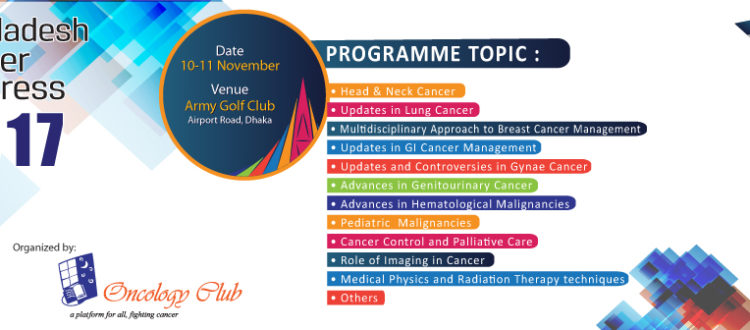 ladesh
er
ress
17
Date
10-11 November
Venue
Army Golf Club
Airport Road, Dhaka
PROGRAMME TOPIC :
• Head & Neck Cancer
• Updates in Lung Cancer
• Multidisciplinary Approach to Breast Cancer Management
• Updates in GI Cancer Management
• Updates and Controversies in Gynae Cancer
• Advances in Genitourinary Cancer
• Advances in Hematological Malignancies
• Pediatric Malignancies
• Cancer Control and Palliative Care
• Role of Imaging in Cancer
• Medical Physics and Radiation Therapy techniques
• Others
Organized by:
Oncology Club
a platform for all, fighting cancer